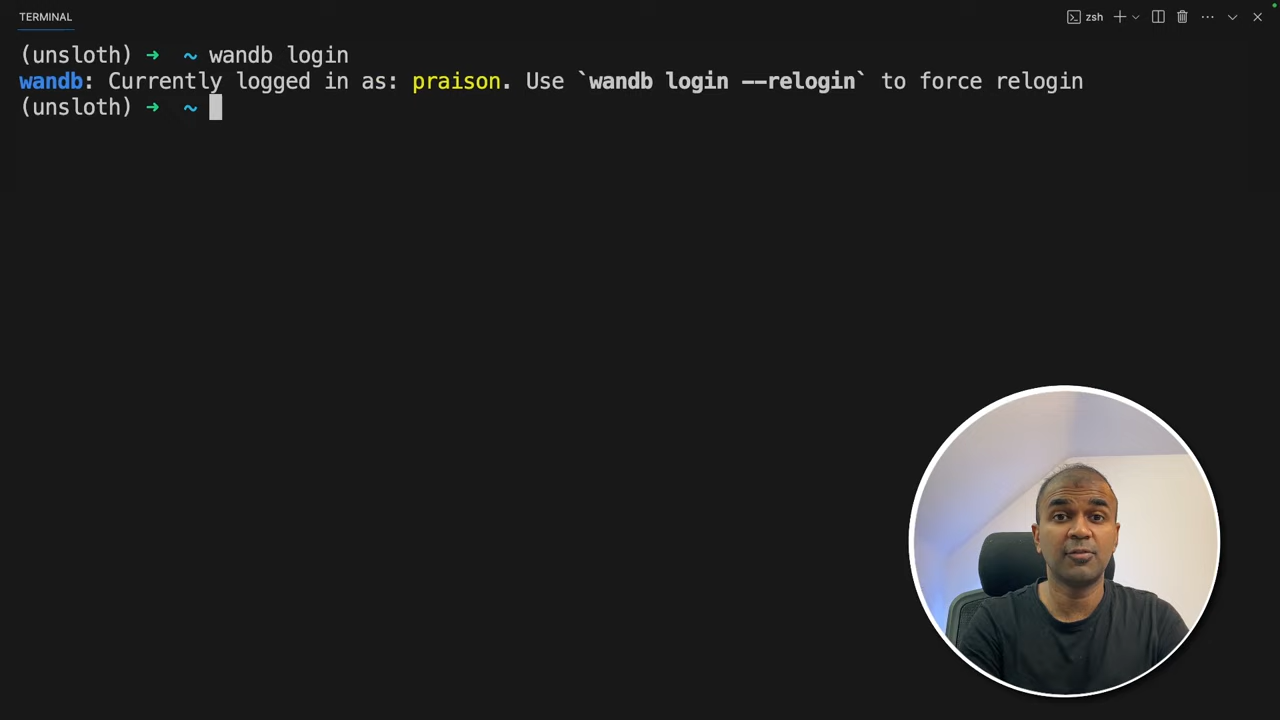 TERMINAL
zsh
(unsloth) ➜ ~ wandb login
wandb: Currently logged in as: praison. Use `wandb login --relogin` to force relogin
(unsloth) ➜ ~